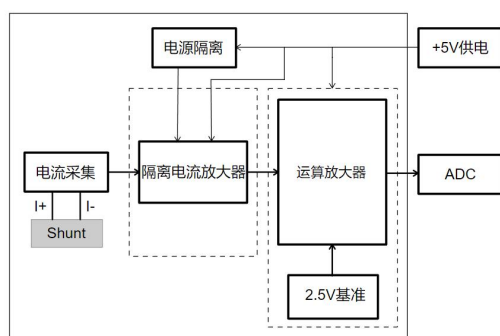 电源隔离
+5V供电
电流采集
隔离电流放大器
运算放大器
ADC
I+
I-
Shunt
2.5V基准